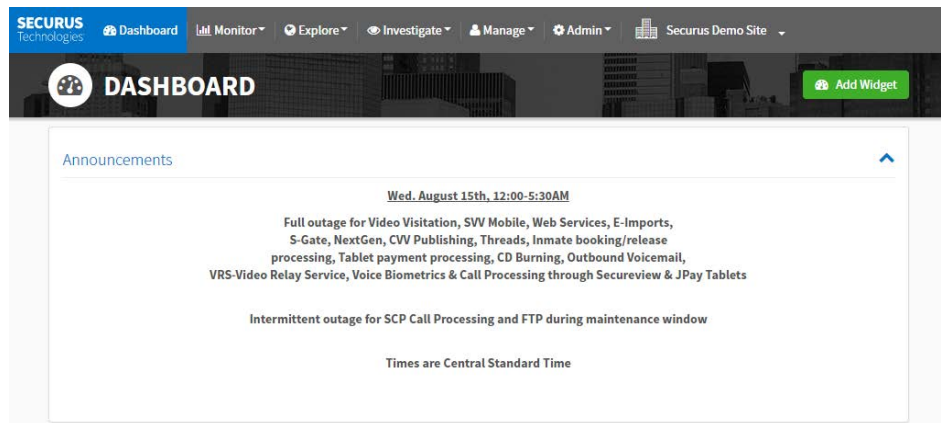 SECURUS
Technologies
Dashboard Monitor Explore Investigate Manage Admin Securus Demo Site
DASHBOARD
Add Widget
Announcements
Wed. August 15th, 12:00-5:30AM
Full outage for Video Visitation, SVV Mobile, Web Services, E-Imports,
S-Gate, NextGen, CVV Publishing, Threads, Inmate booking/release
processing, Tablet payment processing, CD Burning, Outbound Voicemail,
VRS-Video Relay Service, Voice Biometrics & Call Processing through Secureview & JPay Tablets
Intermittent outage for SCP Call Processing and FTP during maintenance window
Times are Central Standard Time